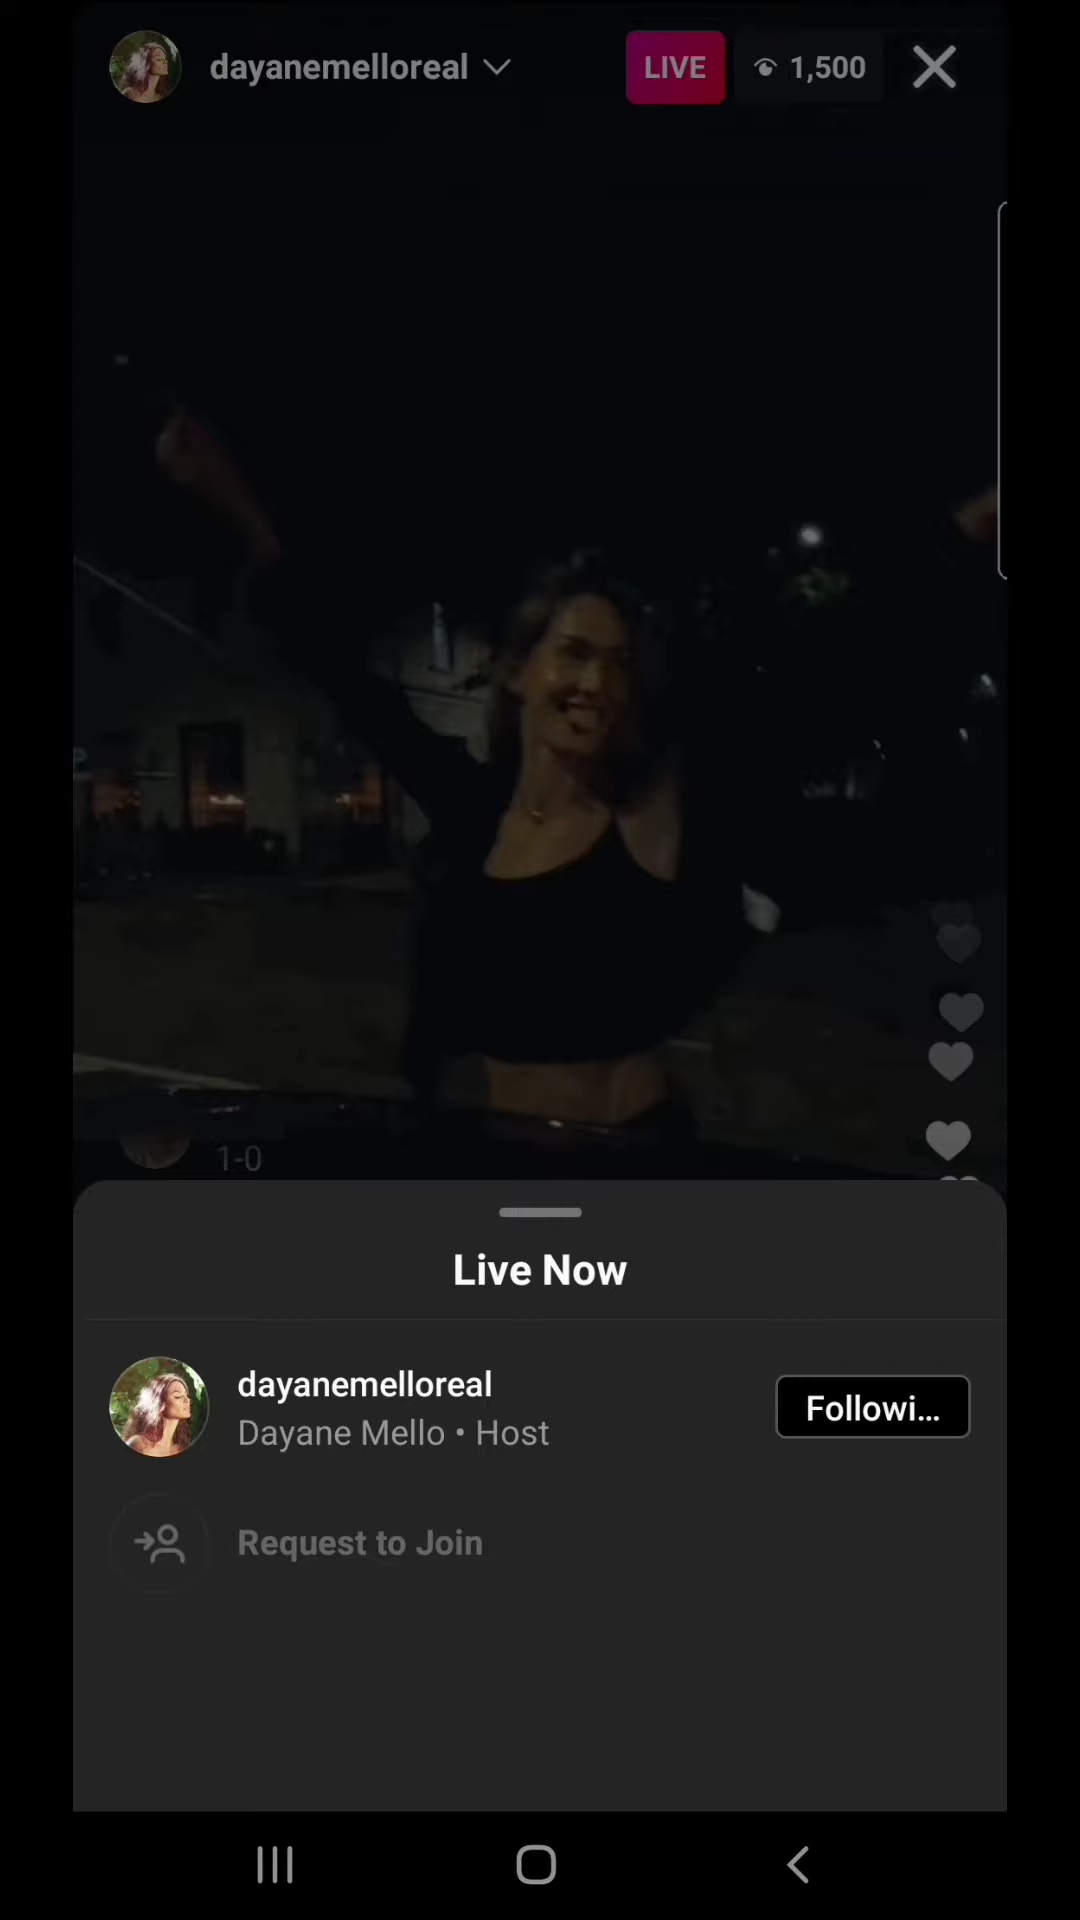 dayanemelloreal
LIVE
1,500
1-0
Live Now
dayanemelloreal
Dayane Mello • Host
Followi...
Request to Join